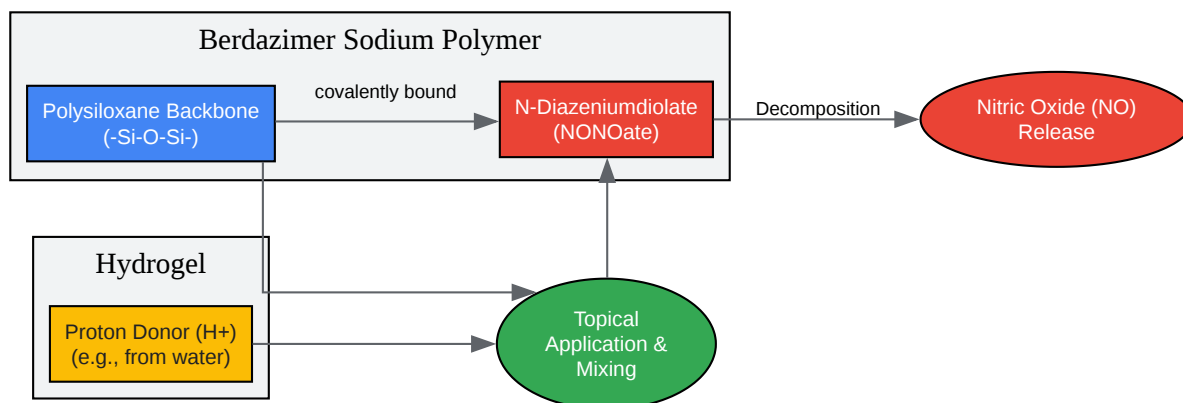 Berdazimer Sodium Polymer
Polysiloxane Backbone
(-Si-O-Si-)
covalently bound
N-Diazeniumdiolate
(NONOate)
Decomposition
Nitric Oxide (NO)
Release
Hydrogel
Proton Donor (H+)
(e.g., from water)
Topical
Application &
Mixing